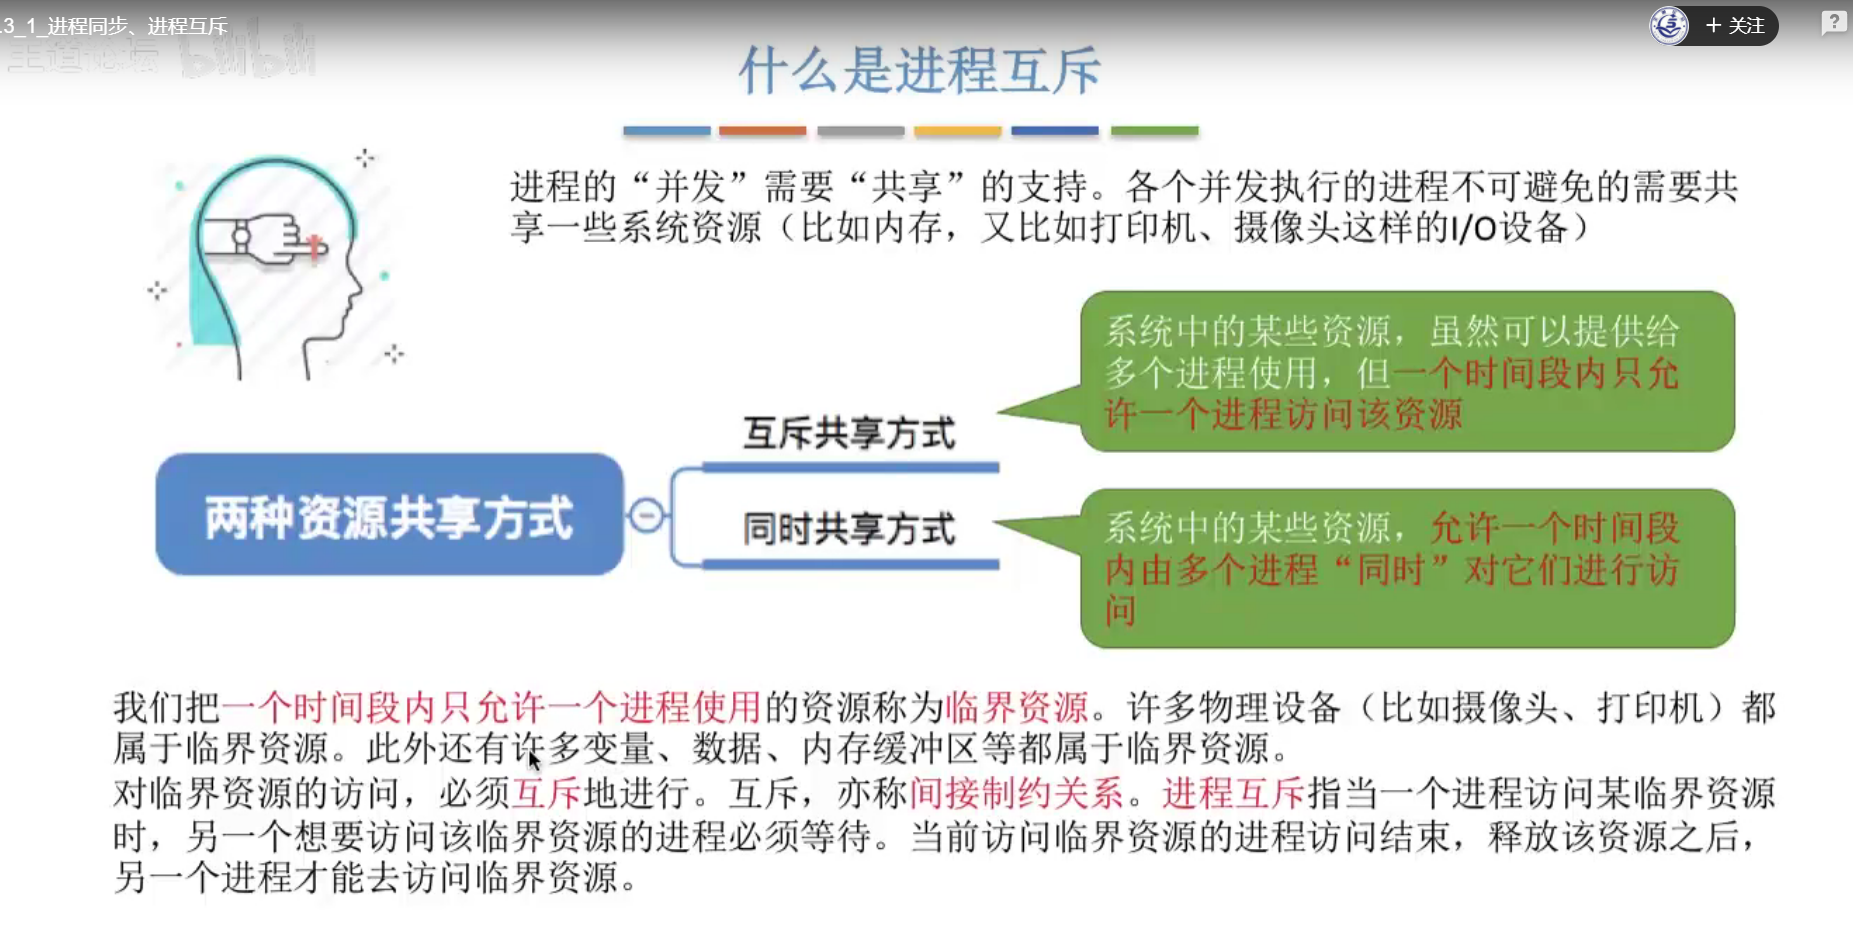 .3_1_进程同步、进程互斥
关注
王道论坛 bilibili
什么是进程互斥
进程的“并发”需要“共享”的支持。各个并发执行的进程不可避免的需要共
享一些系统资源（比如内存，又比如打印机、摄像头这样的I/O设备）
系统中的某些资源，虽然可以提供给
多个进程使用，但一个时间段内只允
许一个进程访问该资源
互斥共享方式
两种资源共享方式
同时共享方式
系统中的某些资源，允许一个时间段
内由多个进程“同时”对它们进行访
问
我们把一个时间段内只允许一个进程使用的资源称为临界资源。许多物理设备（比如摄像头、打印机）都
属于临界资源。此外还有许多变量、数据、内存缓冲区等都属于临界资源。
对临界资源的访问，必须互斥地进行。互斥，亦称间接制约关系。进程互斥指当一个进程访问某临界资源
时，另一个想要访问该临界资源的进程必须等待。当前访问临界资源的进程访问结束，释放该资源之后，
另一个进程才能去访问临界资源。